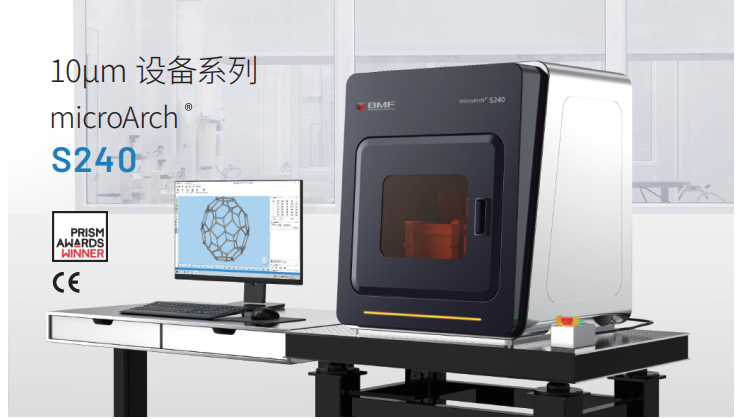 10μm 设备系列
microArch®
S240
PRISM
AWARDS
WINNER
CE
BMF
microArch® S240